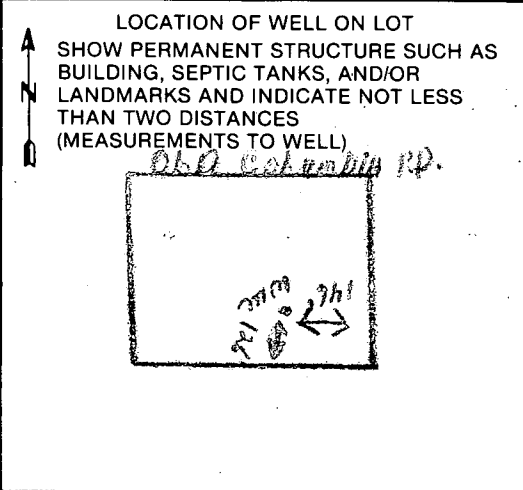 LOCATION OF WELL ON LOT
SHOW PERMANENT STRUCTURE SUCH AS
BUILDING, SEPTIC TANKS, AND/OR
LANDMARKS AND INDICATE NOT LESS
THAN TWO DISTANCES
(MEASUREMENTS TO WELL)
N
Old Columbia RD.